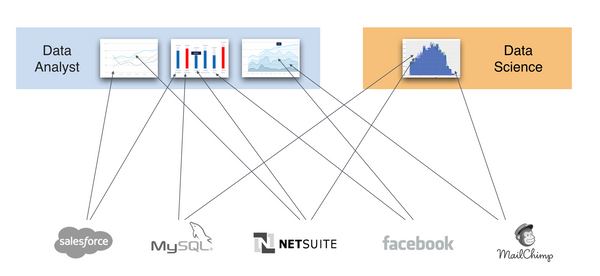 Data
Analyst
Data
Science
salesforce
MySQL®
N NETSUITE
facebook
MailChimp